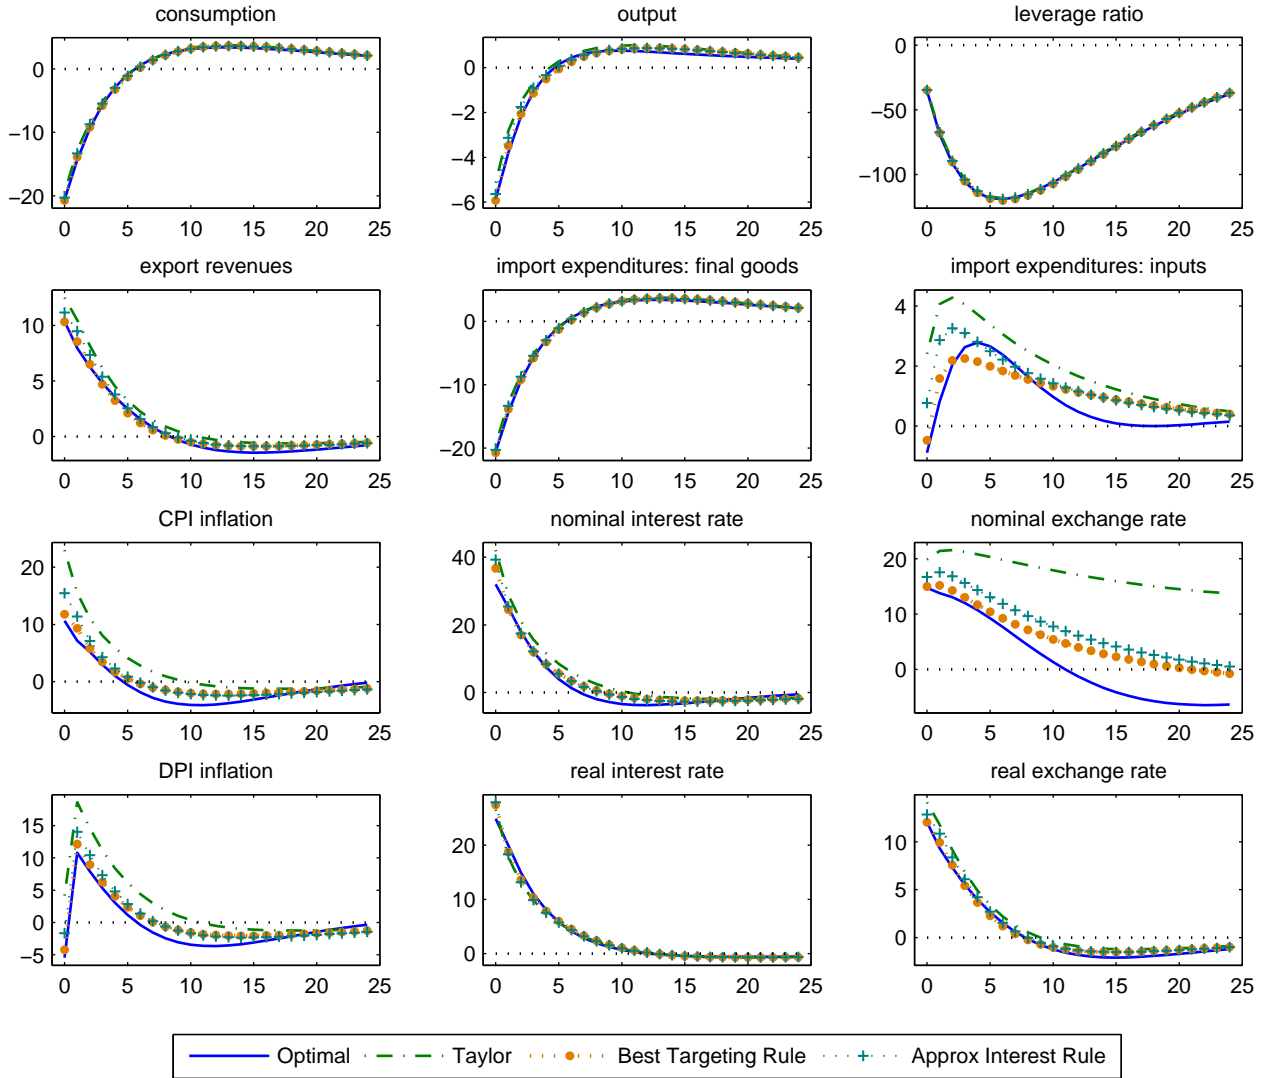 consumption output leverage ratio
0
−10
−20
0 5 10 15 20 25
0
−2
−4
−6
0 5 10 15 20 25
0
−50
−100
0 5 10 15 20 25
export revenues import expenditures: final goods import expenditures: inputs
10
5
0
0 5 10 15 20 25
0
−10
−20
0 5 10 15 20 25
4
2
0
0 5 10 15 20 25
CPI inflation nominal interest rate nominal exchange rate
20
10
0
0 5 10 15 20 25
40
20
0
0 5 10 15 20 25
20
10
0
0 5 10 15 20 25
DPI inflation real interest rate real exchange rate
15
10
5
0
−5
0 5 10 15 20 25
20
10
0
0 5 10 15 20 25
10
5
0
0 5 10 15 20 25
Optimal Taylor Best Targeting Rule Approx Interest Rule